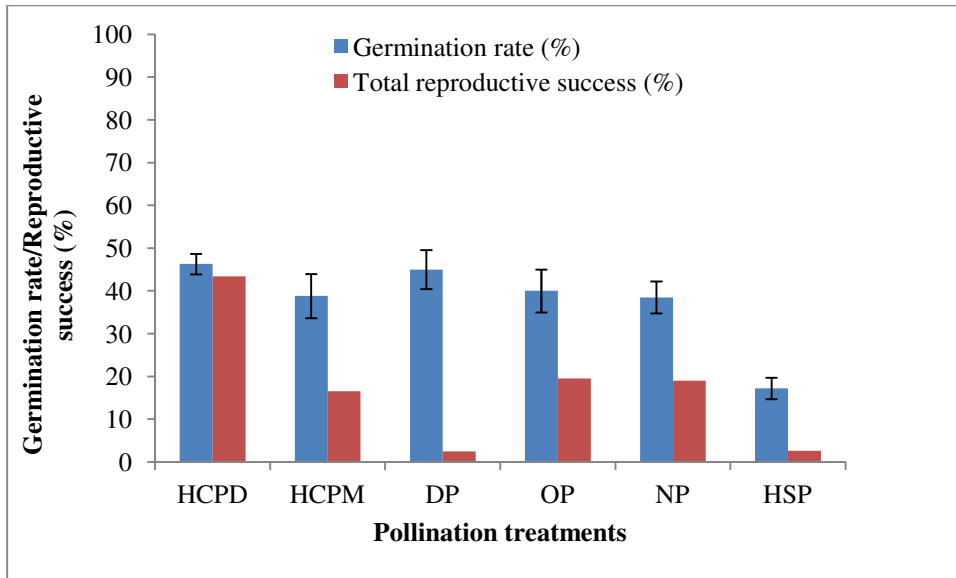 Germination rate (%)
Total reproductive success (%)
Germination rate/Reproductive
success (%)
100
90
80
70
60
50
40
30
20
10
0
HCPD HCPM DP OP NP HSP
Pollination treatments